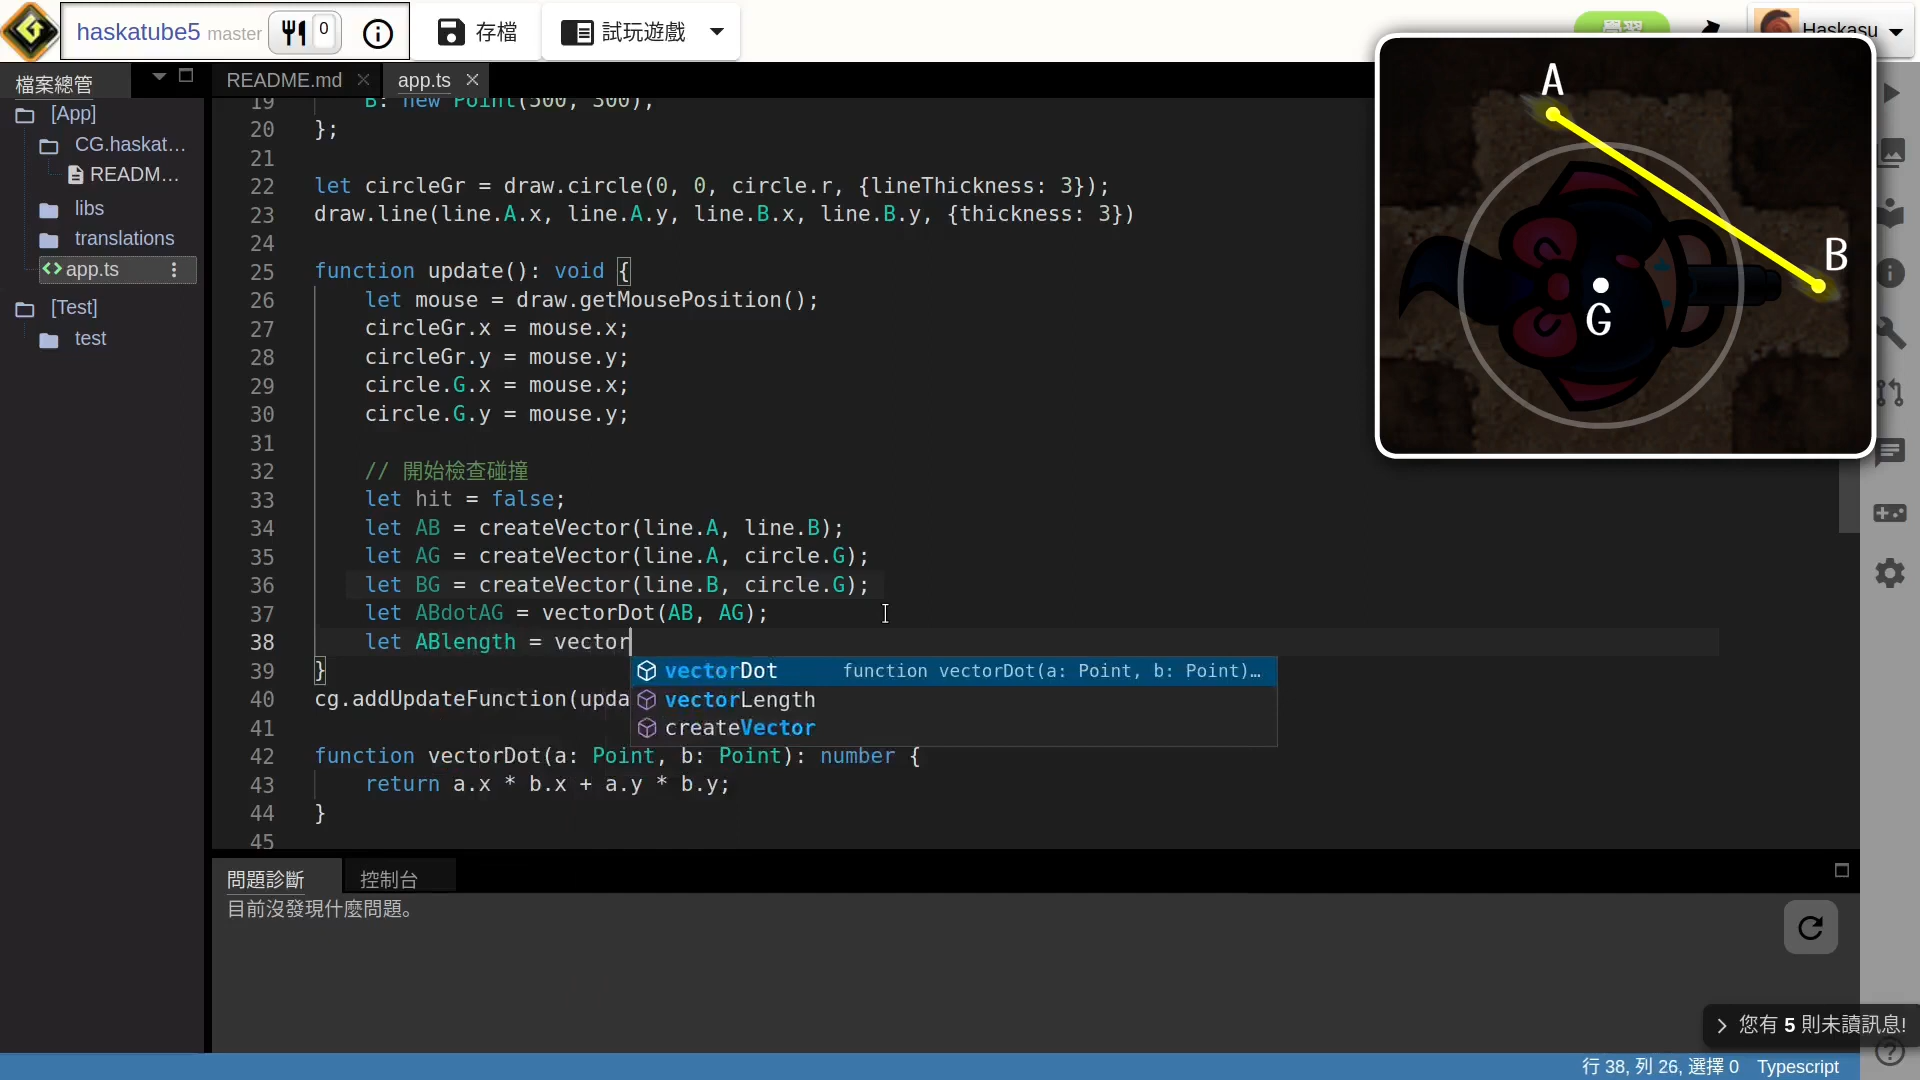 haskatube5 master 0 存檔 試玩遊戲 Haskasu
檔案總管
[App]
CG.haskat...
READM...
libs
translations
app.ts
[Test]
test
README.md app.ts
19 B: new Point(500, 300),
20 };
21
22 let circleGr = draw.circle(0, 0, circle.r, {lineThickness: 3});
23 draw.line(line.A.x, line.A.y, line.B.x, line.B.y, {thickness: 3})
24
25 function update(): void {
26 let mouse = draw.getMousePosition();
27 circleGr.x = mouse.x;
28 circleGr.y = mouse.y;
29 circle.G.x = mouse.x;
30 circle.G.y = mouse.y;
31
32 // 開始檢查碰撞
33 let hit = false;
34 let AB = createVector(line.A, line.B);
35 let AG = createVector(line.A, circle.G);
36 let BG = createVector(line.B, circle.G);
37 let ABdotAG = vectorDot(AB, AG);
38 let ABlength = vector
39 }
40 cg.addUpdateFunction(upda
41
42 function vectorDot(a: Point, b: Point): number {
43 return a.x * b.x + a.y * b.y;
44 }
45
vectorDot function vectorDot(a: Point, b: Point)…
vectorLength
createVector
A
B
G
問題診斷 控制台
目前沒發現什麼問題。
您有 5 則未讀訊息!
行 38, 列 26, 選擇 0 Typescript